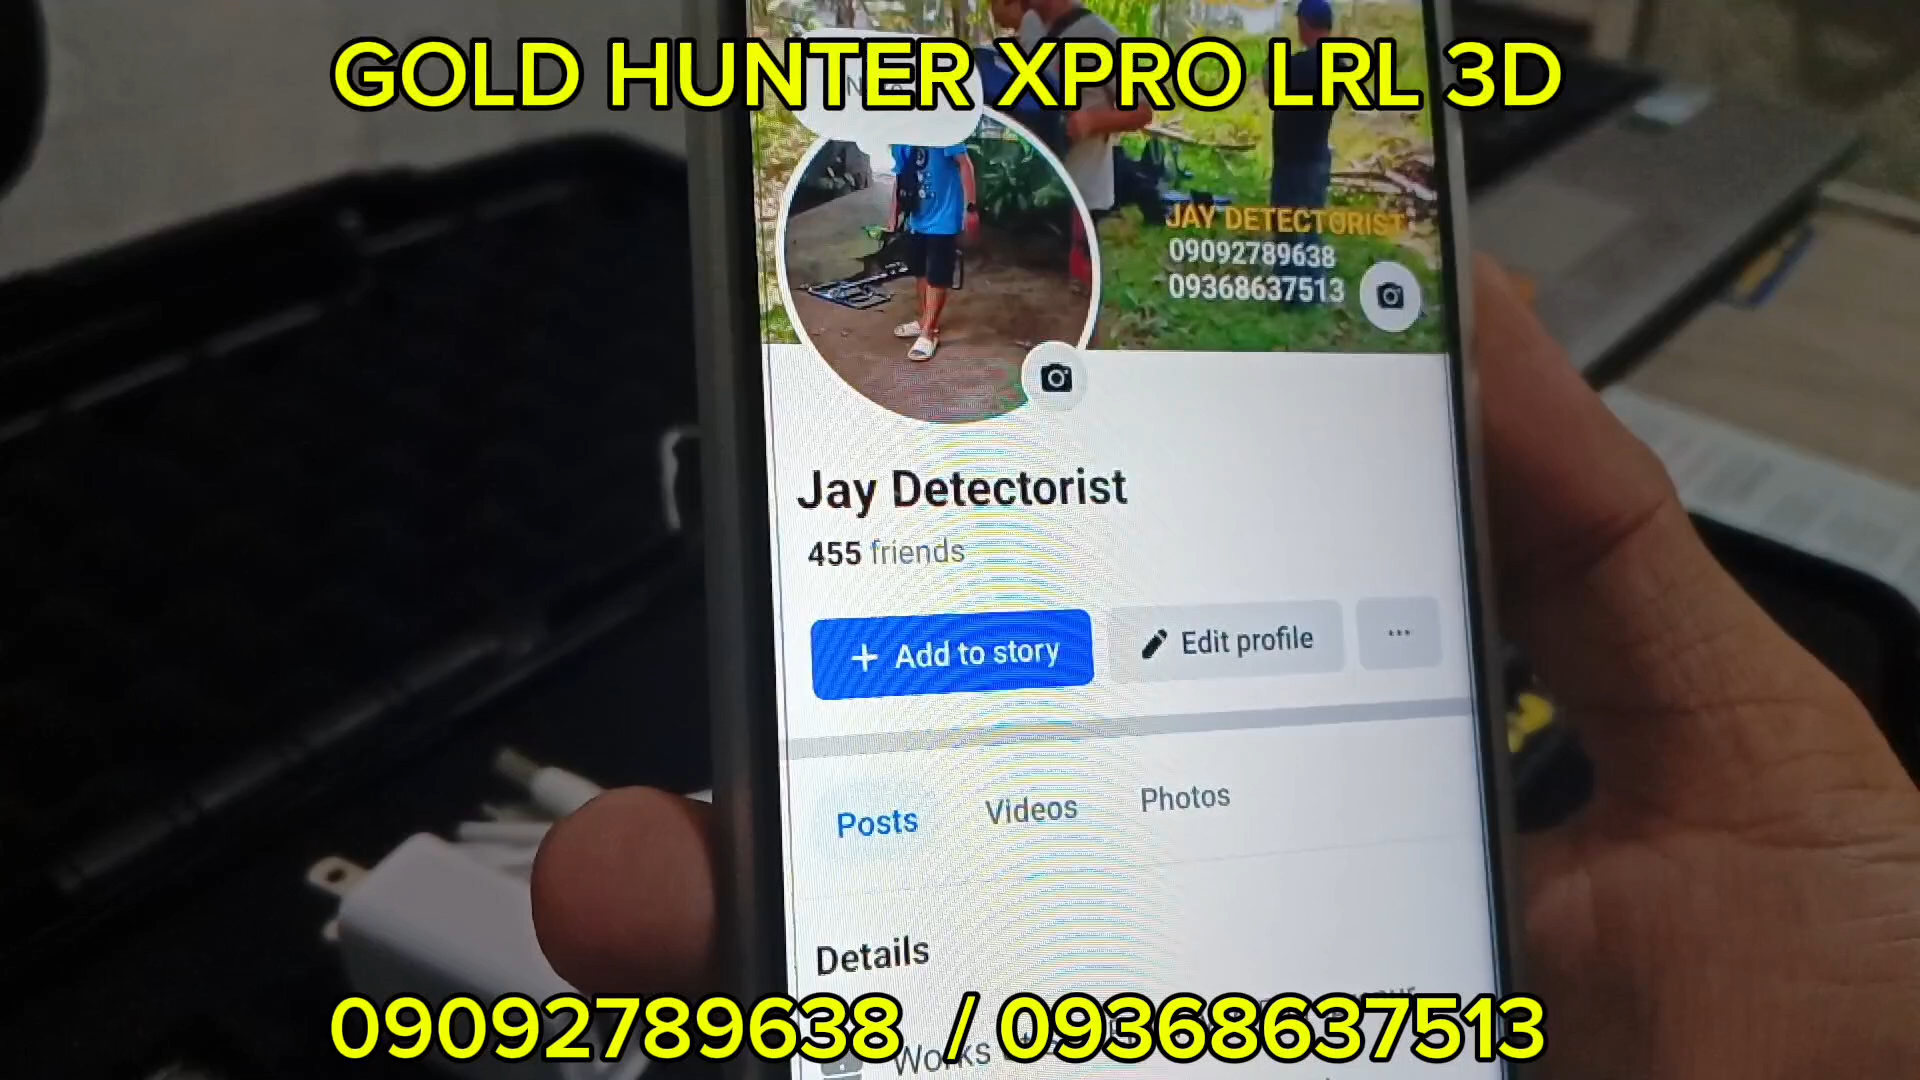 GOLD HUNTER XPRO LRL 3D
JAY DETECTORIST
09092789638
09368637513
Jay Detectorist
455 friends
+ Add to story
Edit profile
...
Posts
Videos
Photos
Details
Works
09092789638 / 09368637513